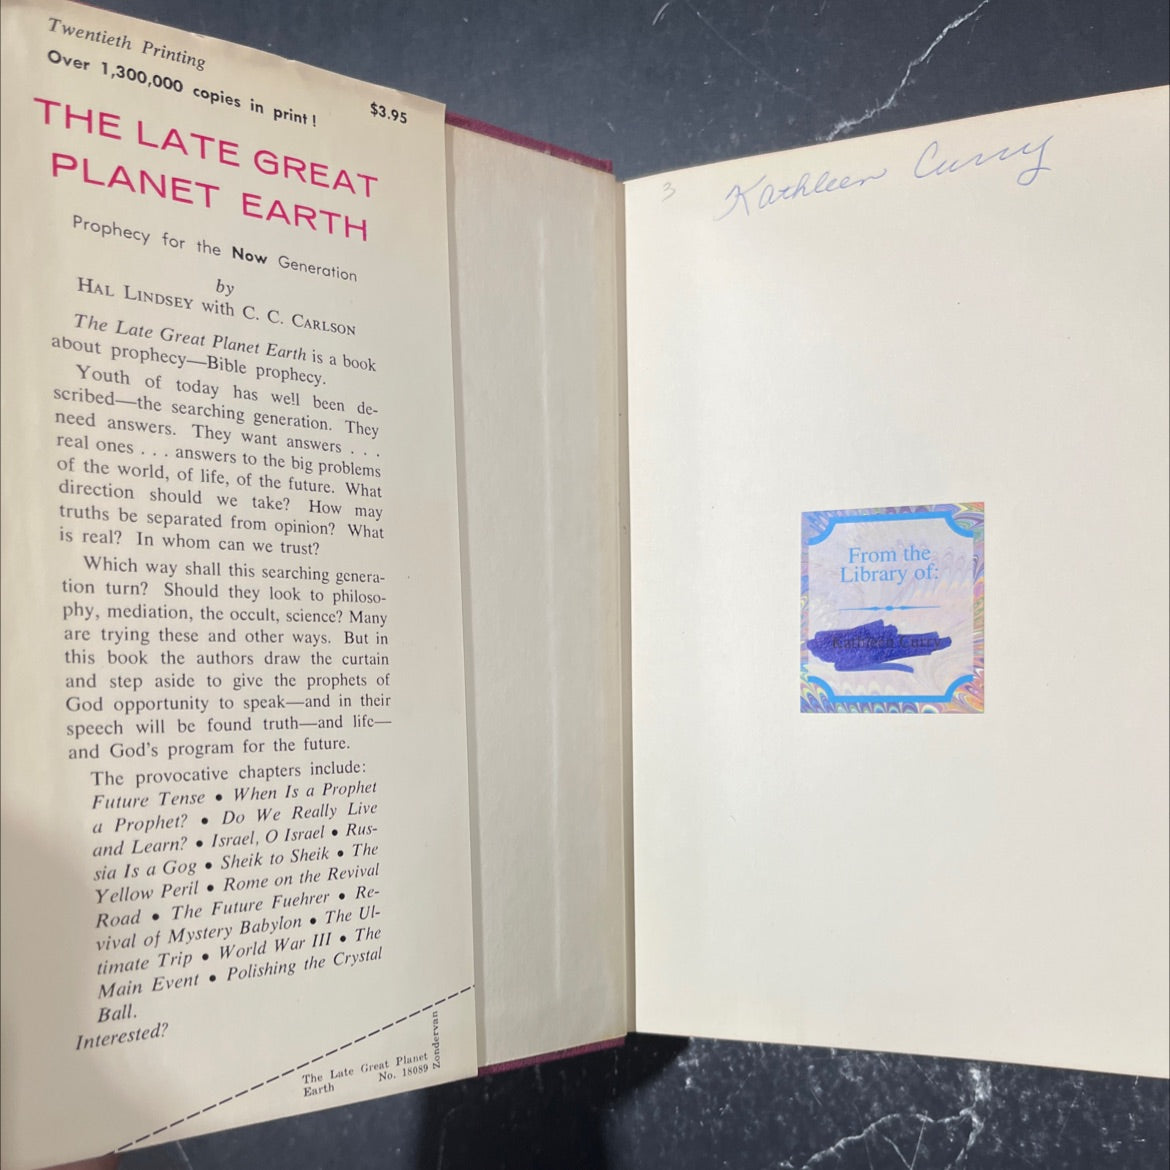 Twentieth Printing
Over 1,300,000 copies in print!
$3.95
THE LATE GREAT
PLANET EARTH
Prophecy for the Now Generation
by
HAL LINDSEY with C. C. CARLSON
The Late Great Planet Earth is a book
about prophecy—Bible prophecy.
Youth of today has well been de-
scribed—the searching generation. They
need answers. They want answers . . .
real ones . . . answers to the big problems
of the world, of life, of the future. What
direction should we take? How may
truths be separated from opinion? What
is real? In whom can we trust?
Which way shall this searching genera-
tion turn? Should they look to philoso-
phy, mediation, the occult, science? Many
are trying these and other ways. But in
this book the authors draw the curtain
and step aside to give the prophets of
God opportunity to speak—and in their
speech will be found truth—and life—
and God's program for the future.
The provocative chapters include:
Future Tense • When Is a Prophet
a Prophet? • Do We Really Live
and Learn? • Israel, O Israel • Rus-
sia Is a Gog • Sheik to Sheik • The
Yellow Peril • Rome on the Revival
Road • The Future Fuehrer • Re-
vival of Mystery Babylon • The Ul-
timate Trip • World War III • The
Main Event • Polishing the Crystal
Ball.
Interested?
The Late Great Planet
Earth No. 18089
Zondervan
3
Kathleen Curry
From the
Library of:
Kathleen Curry